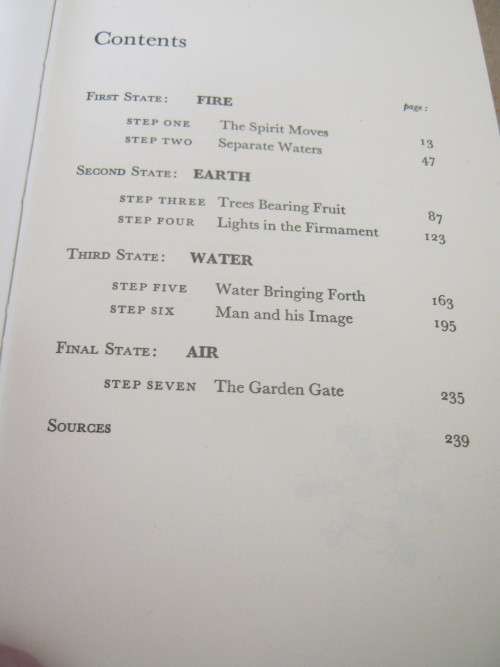 Contents
First State: FIRE page:
STEP ONE The Spirit Moves 13
STEP TWO Separate Waters 47
Second State: EARTH
STEP THREE Trees Bearing Fruit 87
STEP FOUR Lights in the Firmament 123
Third State: WATER
STEP FIVE Water Bringing Forth 163
STEP SIX Man and his Image 195
Final State: AIR
STEP SEVEN The Garden Gate 235
Sources 239